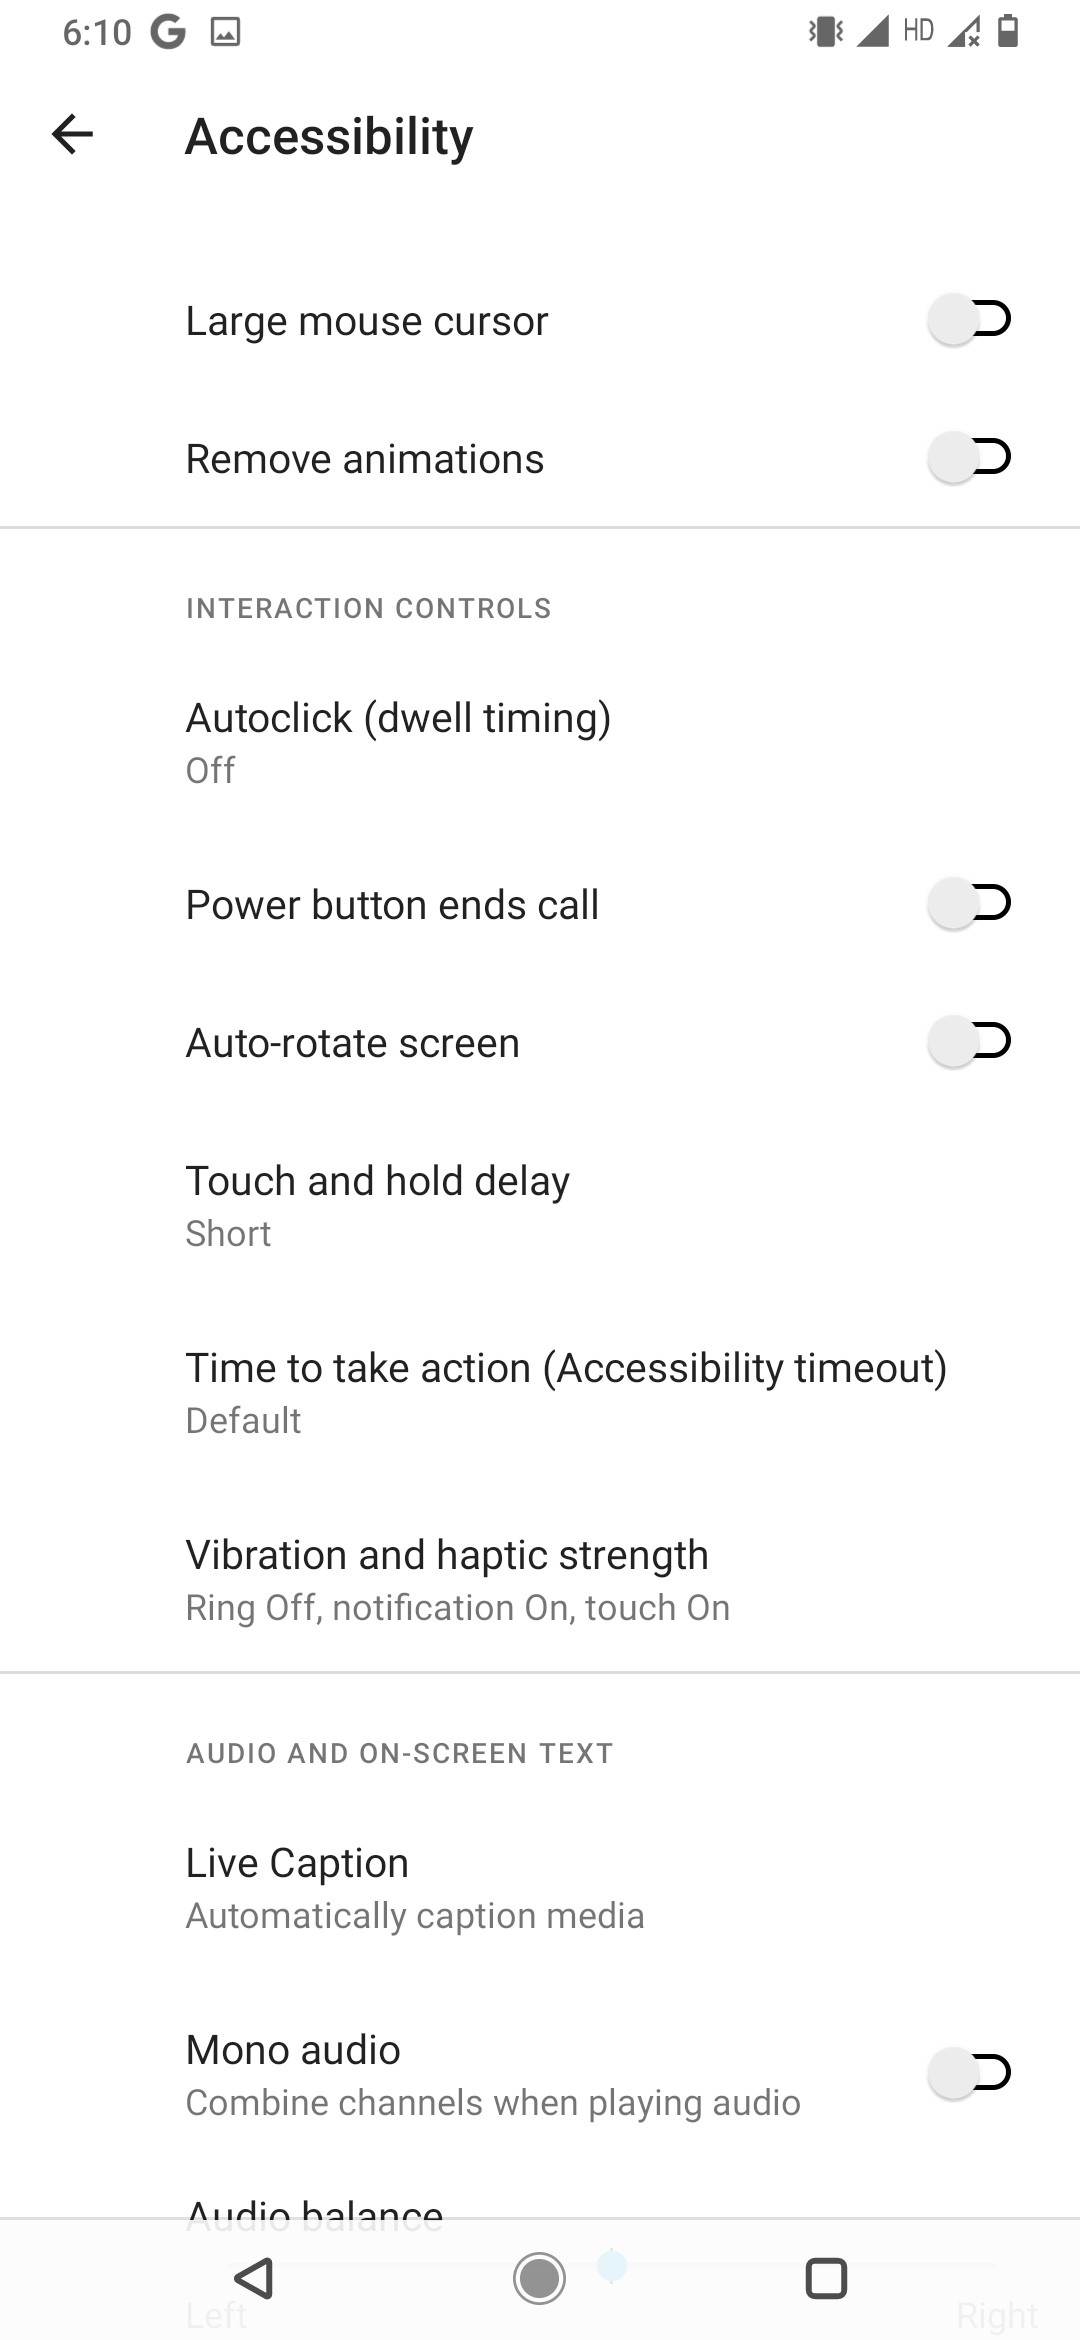 6:10 G HD
Accessibility
Large mouse cursor
Remove animations
INTERACTION CONTROLS
Autoclick (dwell timing)
Off
Power button ends call
Auto-rotate screen
Touch and hold delay
Short
Time to take action (Accessibility timeout)
Default
Vibration and haptic strength
Ring Off, notification On, touch On
AUDIO AND ON-SCREEN TEXT
Live Caption
Automatically caption media
Mono audio
Combine channels when playing audio
Audio balance
Left Right